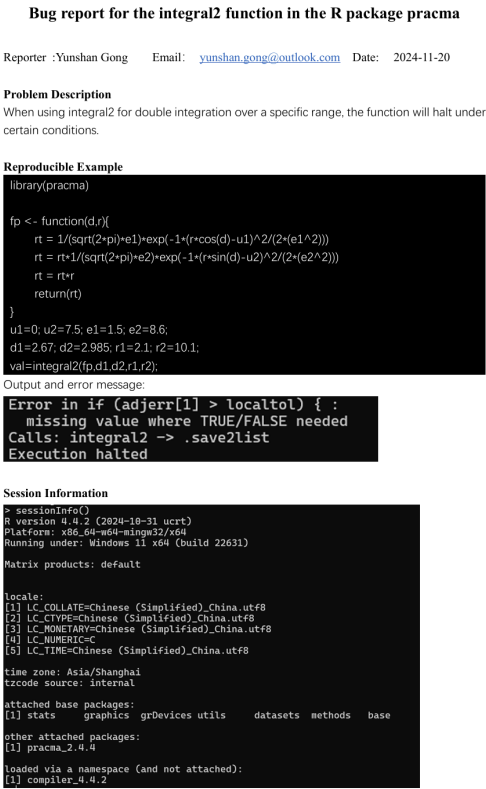 Bug report for the integral2 function in the R package pracma
Reporter :Yunshan Gong Email: yunshan.gong@outlook.com Date: 2024-11-20
Problem Description
When using integral2 for double integration over a specific range, the function will halt under
certain conditions.
Reproducible Example
library(pracma)
fp <- function(d,r){
rt = 1/(sqrt(2*pi)*e1)*exp(-1*(r*cos(d)-u1)^2/(2*(e1^2)))
rt = rt*1/(sqrt(2*pi)*e2)*exp(-1*(r*sin(d)-u2)^2/(2*(e2^2)))
rt = rt*r
return(rt)
}
u1=0; u2=7.5; e1=1.5; e2=8.6;
d1=2.67; d2=2.985; r1=2.1; r2=10.1;
val=integral2(fp,d1,d2,r1,r2);
Output and error message:
Error in if (adjerr[1] > localtol) { :
missing value where TRUE/FALSE needed
Calls: integral2 -> .save2list
Execution halted
Session Information
> sessionInfo()
R version 4.4.2 (2024-10-31 ucrt)
Platform: x86_64-w64-mingw32/x64
Running under: Windows 11 x64 (build 22631)
Matrix products: default
locale:
[1] LC_COLLATE=Chinese (Simplified)_China.utf8
[2] LC_CTYPE=Chinese (Simplified)_China.utf8
[3] LC_MONETARY=Chinese (Simplified)_China.utf8
[4] LC_NUMERIC=C
[5] LC_TIME=Chinese (Simplified)_China.utf8
time zone: Asia/Shanghai
tzcode source: internal
attached base packages:
[1] stats graphics grDevices utils datasets methods base
other attached packages:
[1] pracma_2.4.4
loaded via a namespace (and not attached):
[1] compiler_4.4.2